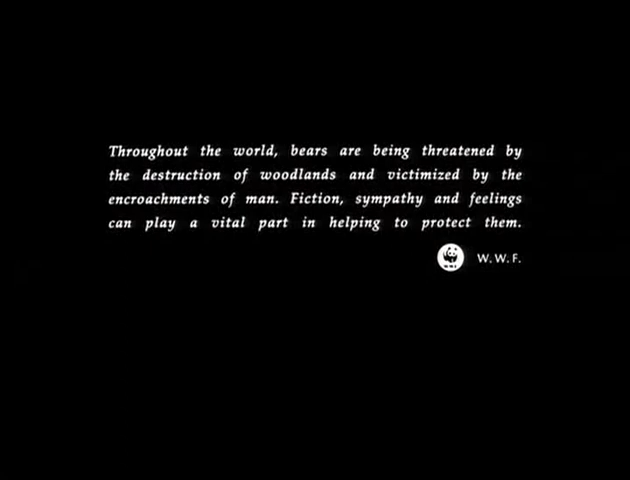 Throughout the world, bears are being threatened by
the destruction of woodlands and victimized by the
encroachments of man. Fiction, sympathy and feelings
can play a vital part in helping to protect them.
W. W. F.